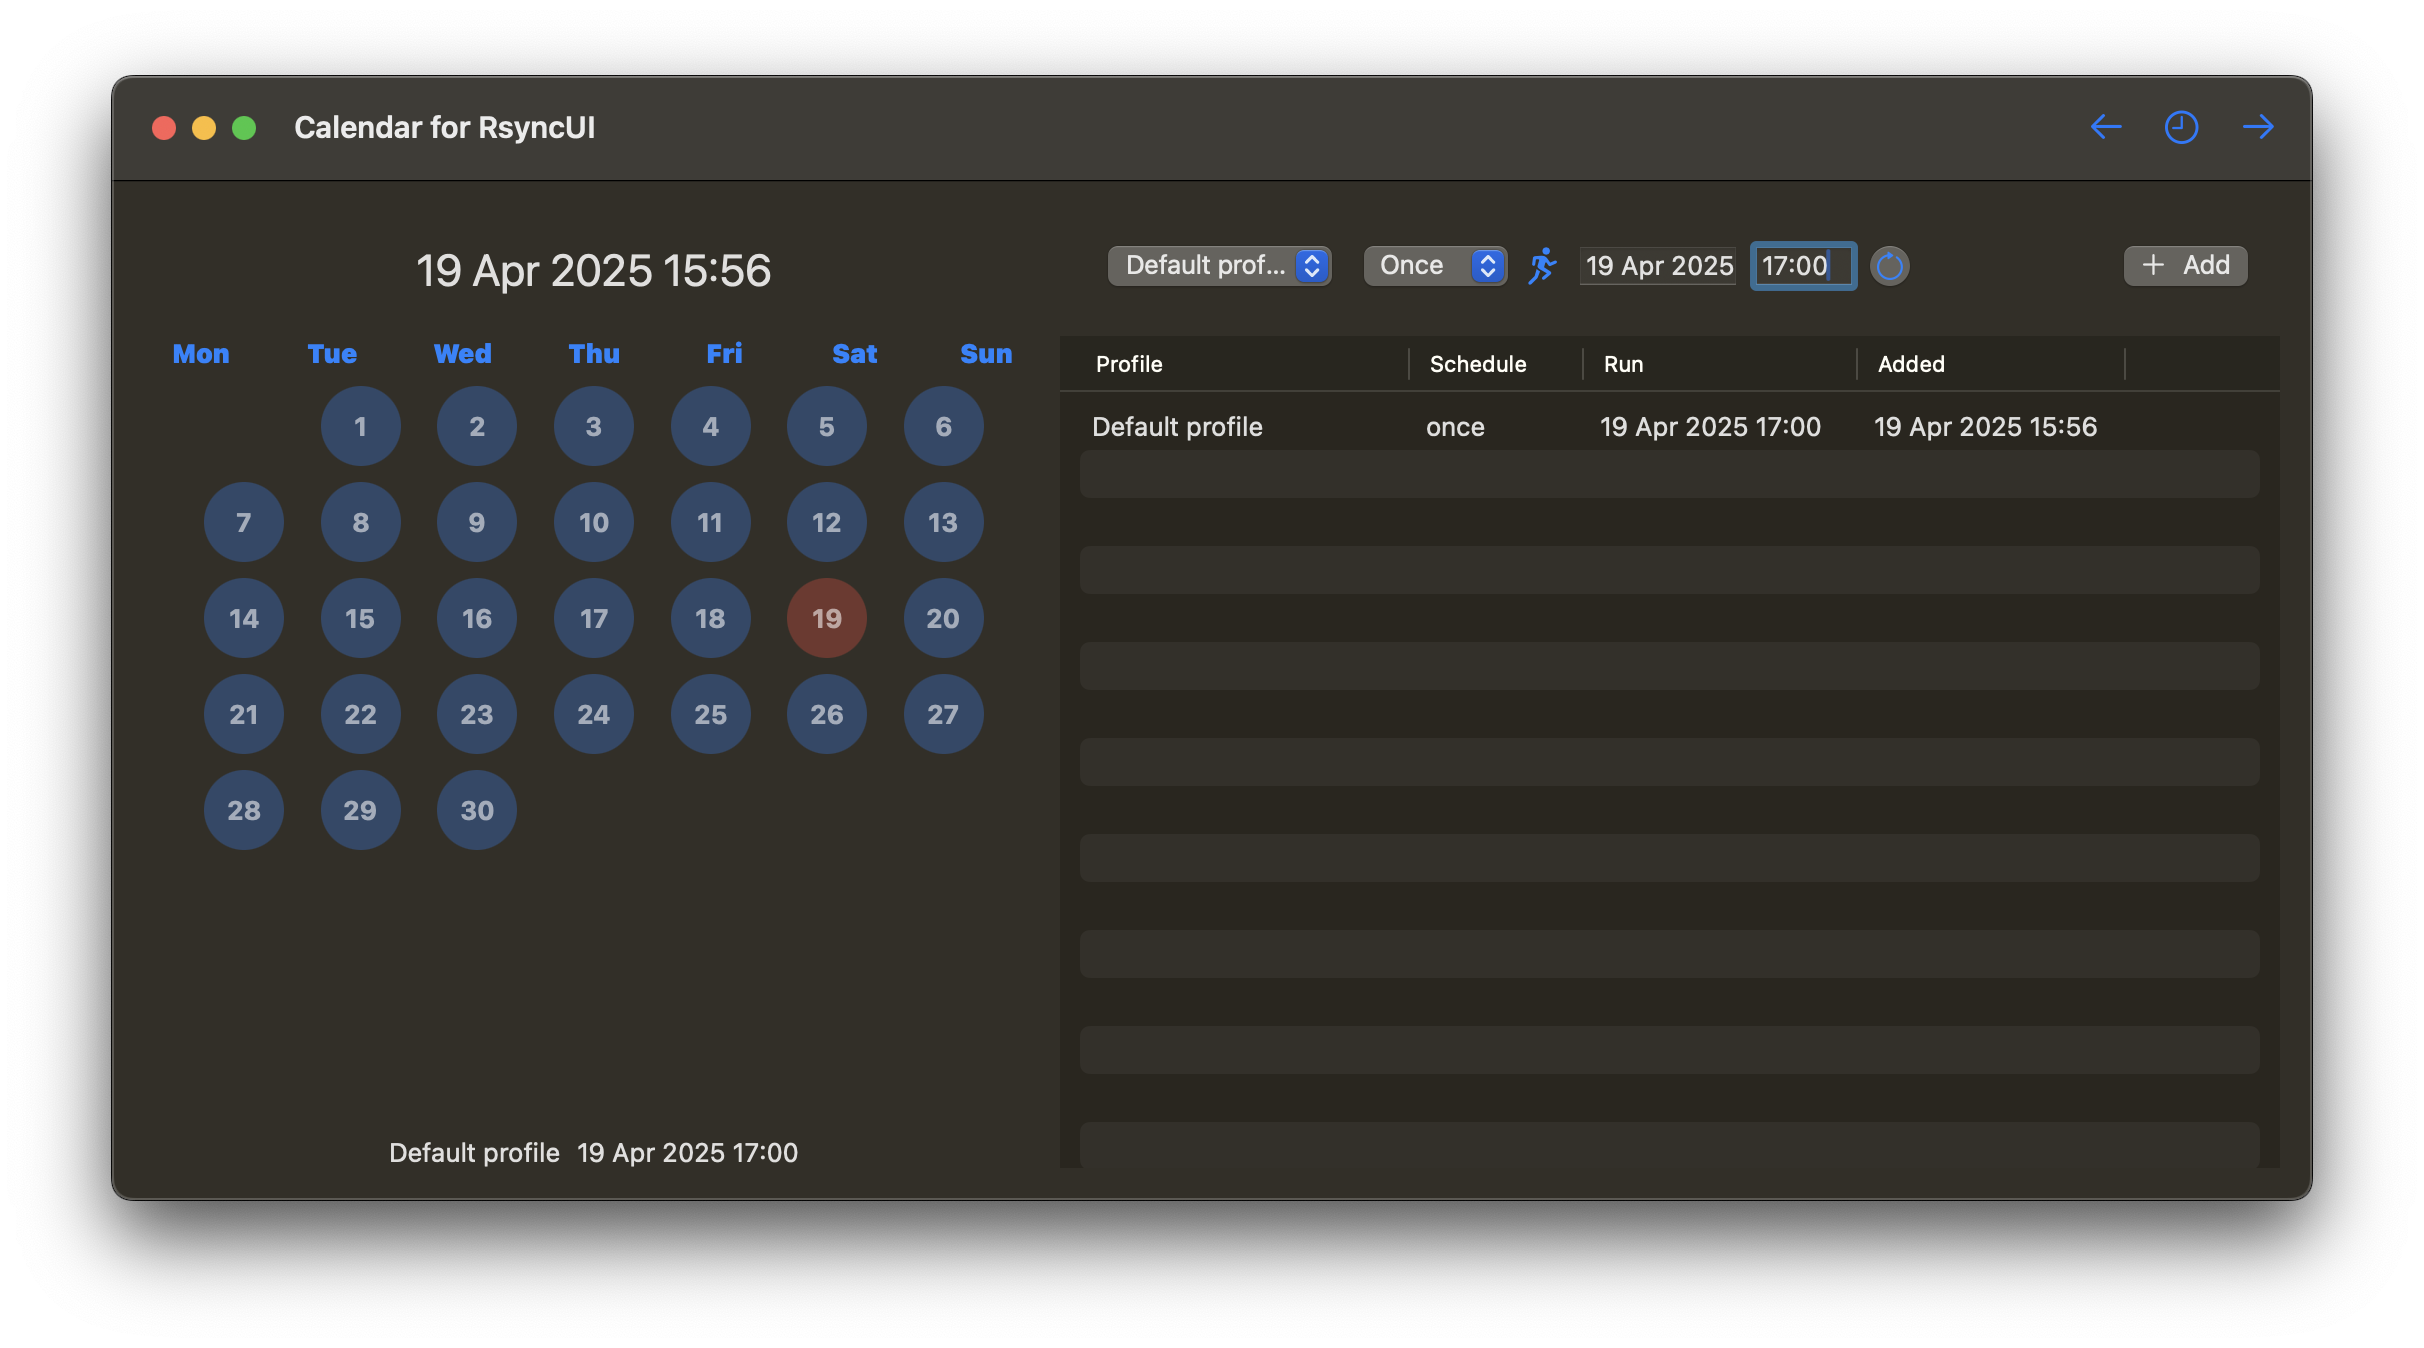 Calendar for RsyncUI
19 Apr 2025 15:56
Mon Tue Wed Thu Fri Sat Sun
1 2 3 4 5 6
7 8 9 10 11 12 13
14 15 16 17 18 19 20
21 22 23 24 25 26 27
28 29 30
Default profile 19 Apr 2025 17:00
Default prof... Once 19 Apr 2025 17:00 + Add
Profile Schedule Run Added
Default profile once 19 Apr 2025 17:00 19 Apr 2025 15:56